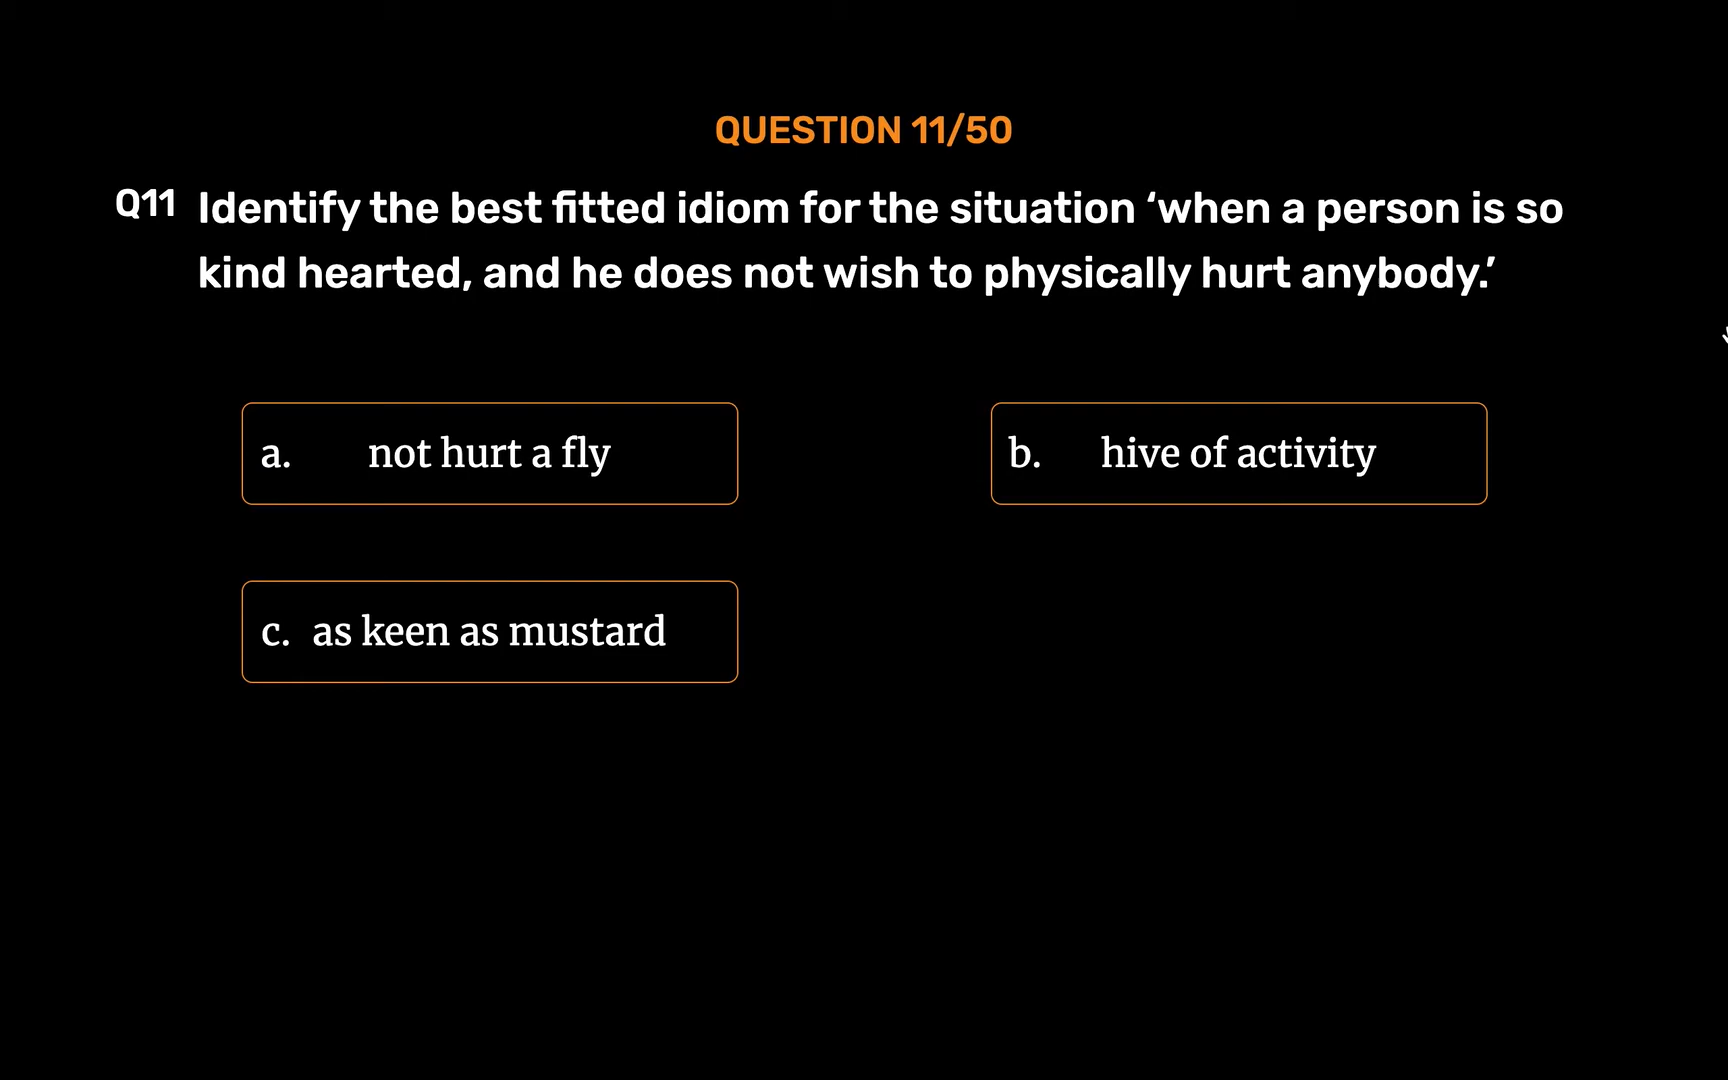 QUESTION 11/50
Q11 Identify the best fitted idiom for the situation ‘when a person is so
kind hearted, and he does not wish to physically hurt anybody.’
a. not hurt a fly
b. hive of activity
c. as keen as mustard